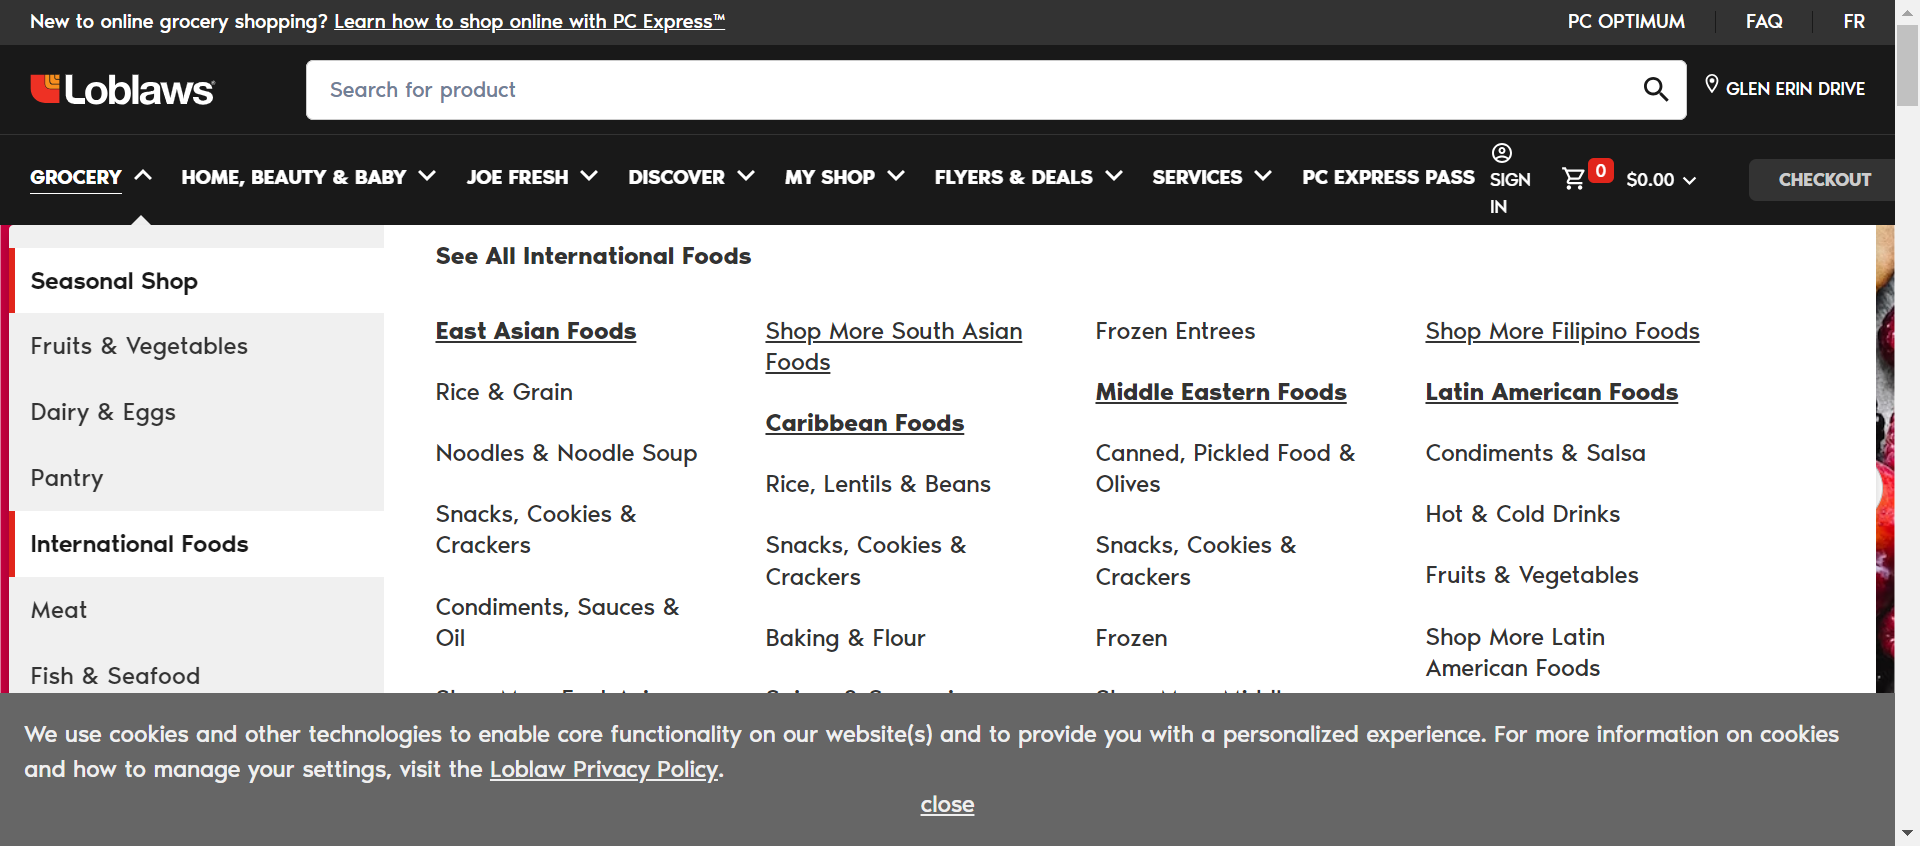 New to online grocery shopping? Learn how to shop online with PC Express™
PC OPTIMUM
FAQ
FR
Loblaws
Search for product
GLEN ERIN DRIVE
GROCERY
HOME, BEAUTY & BABY
JOE FRESH
DISCOVER
MY SHOP
FLYERS & DEALS
SERVICES
PC EXPRESS PASS
SIGN
IN
0
$0.00
CHECKOUT
Seasonal Shop
Fruits & Vegetables
Dairy & Eggs
Pantry
International Foods
Meat
Fish & Seafood
See All International Foods
East Asian Foods
Rice & Grain
Noodles & Noodle Soup
Snacks, Cookies &
Crackers
Condiments, Sauces &
Oil
Shop More South Asian
Foods
Caribbean Foods
Rice, Lentils & Beans
Snacks, Cookies &
Crackers
Baking & Flour
Frozen Entrees
Middle Eastern Foods
Canned, Pickled Food &
Olives
Snacks, Cookies &
Crackers
Frozen
Shop More Filipino Foods
Latin American Foods
Condiments & Salsa
Hot & Cold Drinks
Fruits & Vegetables
Shop More Latin
American Foods
We use cookies and other technologies to enable core functionality on our website(s) and to provide you with a personalized experience. For more information on cookies
and how to manage your settings, visit the Loblaw Privacy Policy.
close